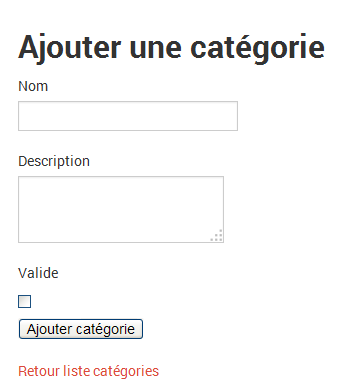 Ajouter une catégorie
Nom
Description
Valide
Ajouter catégorie
Retour liste catégories